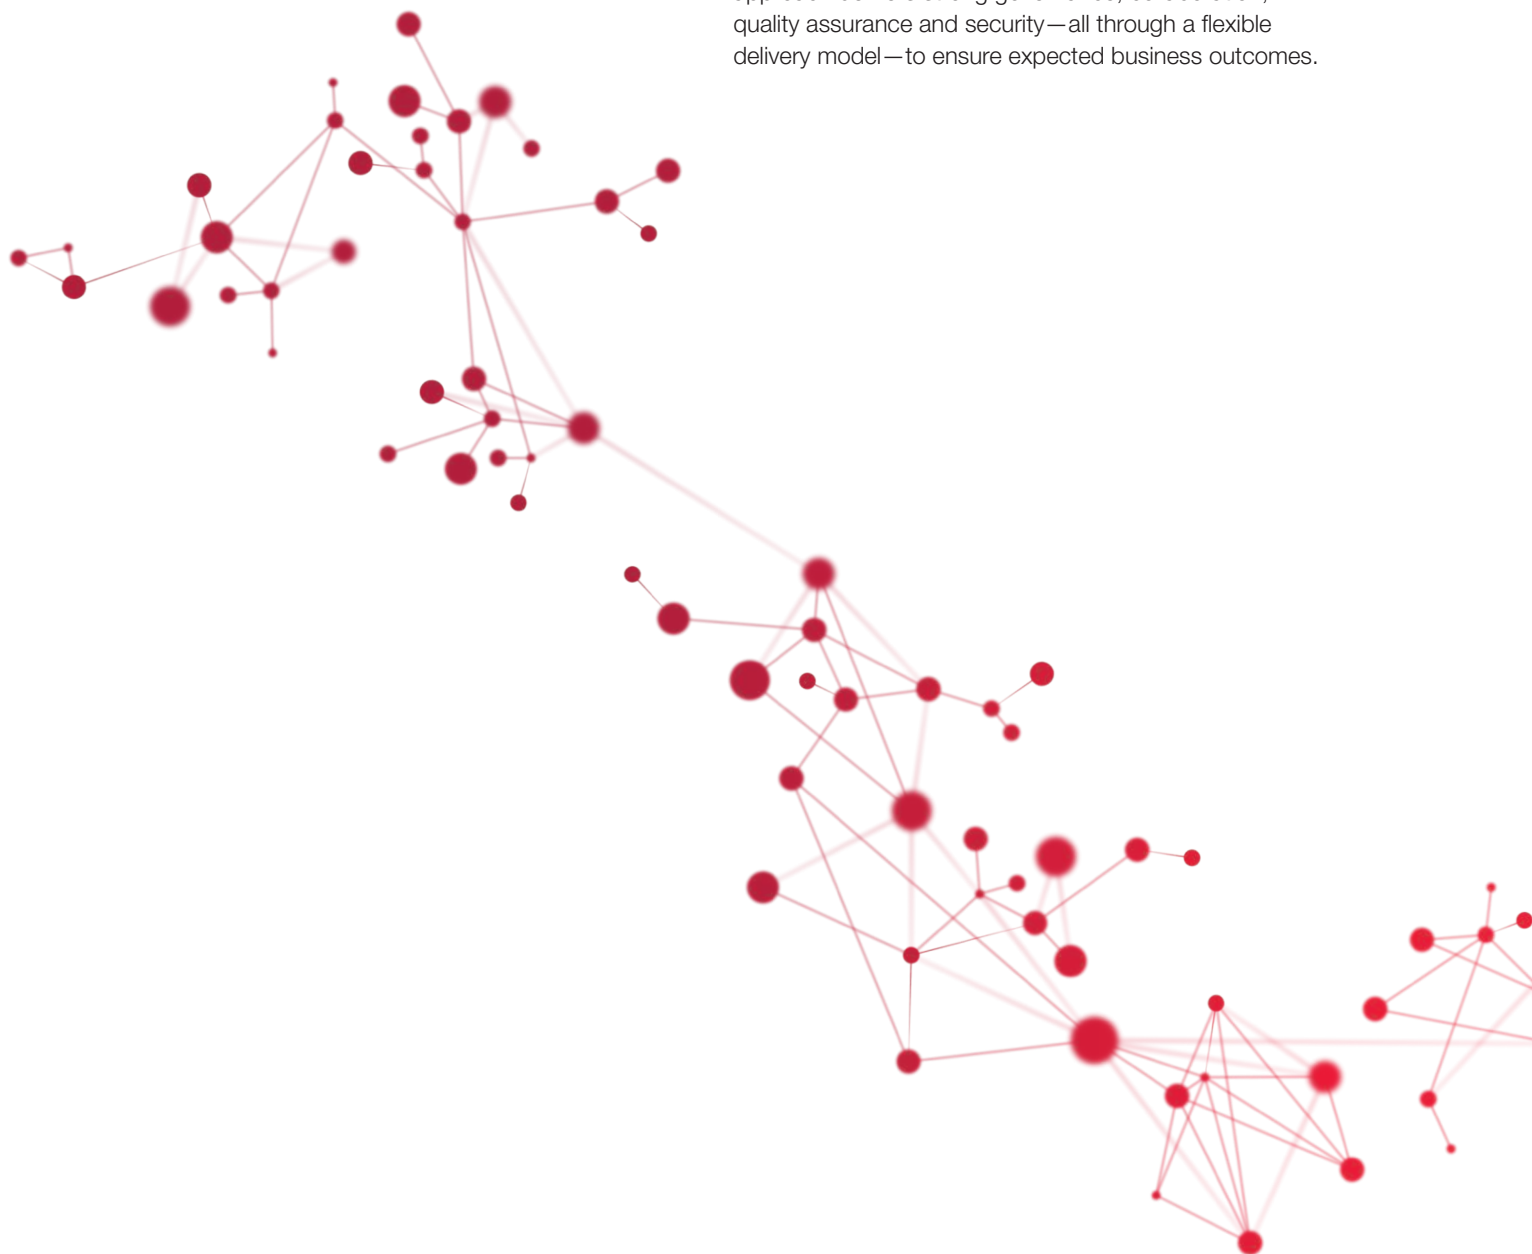 quality assurance and security—all through a flexible
delivery model—to ensure expected business outcomes.